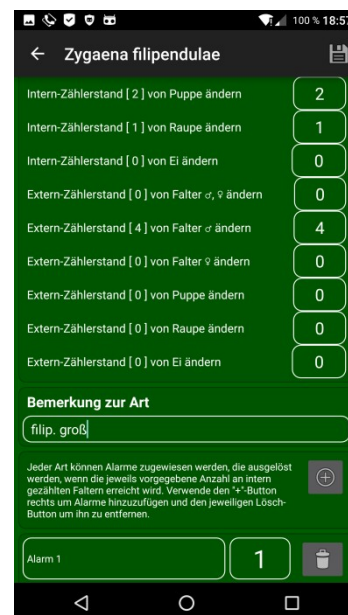 100 % 18:57
Zygaena filipendulae
Intern-Zählerstand [ 2 ] von Puppe ändern 2
Intern-Zählerstand [ 1 ] von Raupe ändern 1
Intern-Zählerstand [ 0 ] von Ei ändern 0
Extern-Zählerstand [ 0 ] von Falter ♂, ♀ ändern 0
Extern-Zählerstand [ 4 ] von Falter ♂ ändern 4
Extern-Zählerstand [ 0 ] von Falter ♀ ändern 0
Extern-Zählerstand [ 0 ] von Puppe ändern 0
Extern-Zählerstand [ 0 ] von Raupe ändern 0
Extern-Zählerstand [ 0 ] von Ei ändern 0
Bemerkung zur Art
filip. groß
Jeder Art können Alarme zugewiesen werden, die ausgelöst
werden, wenn die jeweils vorgegebene Anzahl an intern
gezählten Faltern erreicht wird. Verwende den "+"-Button
rechts um Alarme hinzuzufügen und den jeweiligen Lösch-
Button um ihn zu entfernen.
Alarm 1 1